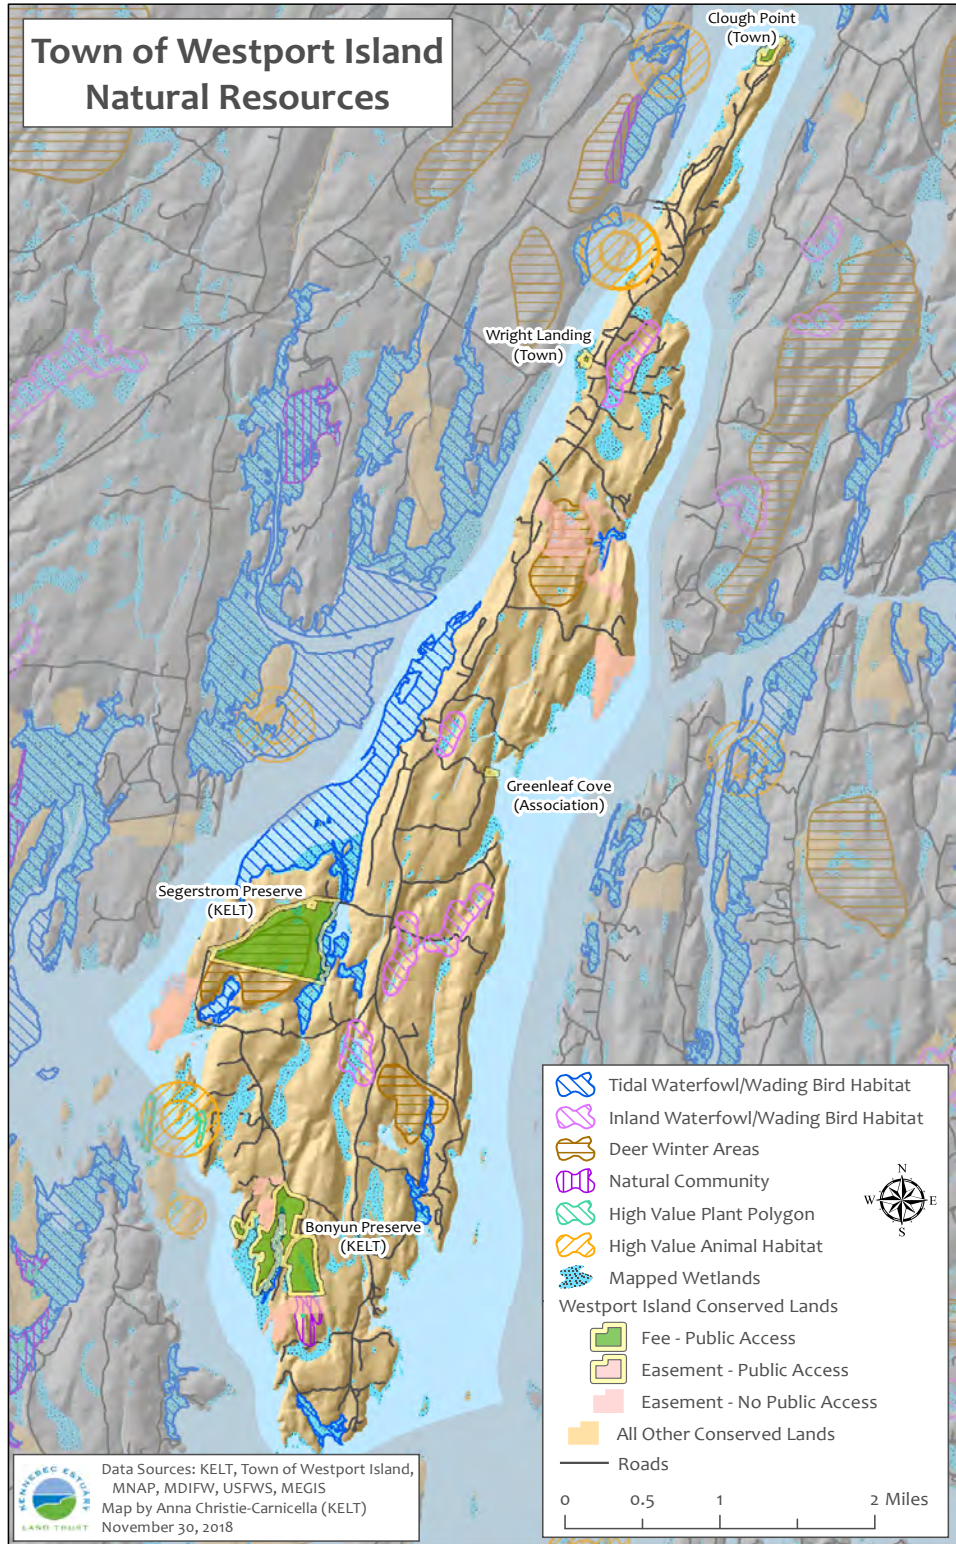 Clough Point
(Town)
Town of Westport Island
Natural Resources
Wright Landing
(Town)
Greenleaf Cove
(Association)
Segerstrom Preserve
(KELT)
Bonyun Preserve
(KELT)
Tidal Waterfowl/Wading Bird Habitat
Inland Waterfowl/Wading Bird Habitat
Deer Winter Areas
Natural Community
High Value Plant Polygon
High Value Animal Habitat
Mapped Wetlands
Westport Island Conserved Lands
Fee - Public Access
Easement - Public Access
Easement - No Public Access
All Other Conserved Lands
Roads
0 0.5 1 2 Miles
N
W E
S
KENNEBEC ESTUARY
LAND TRUST
Data Sources: KELT, Town of Westport Island,
MNAP, MDIFW, USFWS, MEGIS
Map by Anna Christie-Carnicella (KELT)
November 30, 2018